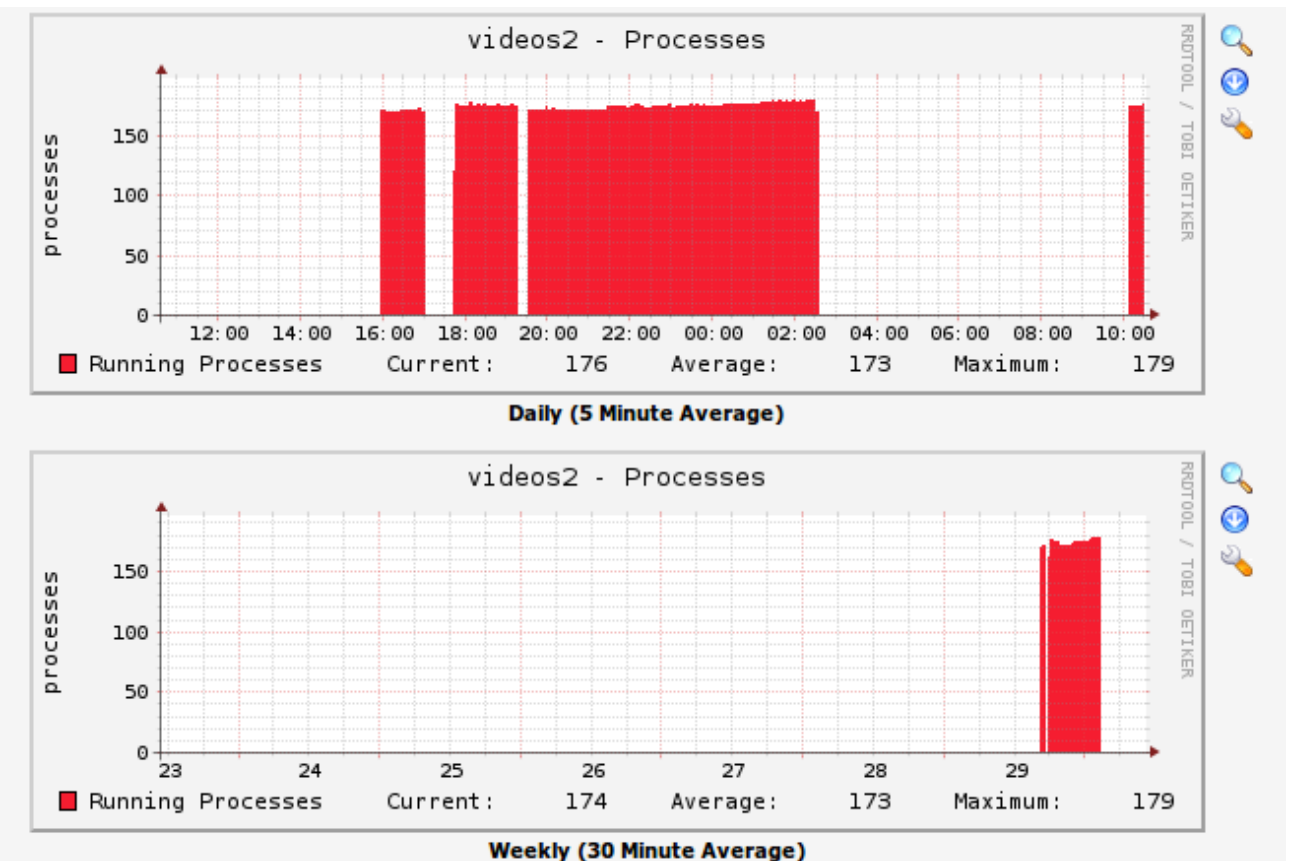 videos2 - Processes
RRDTOOL / TOBI OETIKER
processes
150
100
50
0
12:00 14:00 16:00 18:00 20:00 22:00 00:00 02:00 04:00 06:00 08:00 10:00
Running Processes Current: 176 Average: 173 Maximum: 179
Daily (5 Minute Average)
videos2 - Processes
RRDTOOL / TOBI OETIKER
processes
150
100
50
0
23 24 25 26 27 28 29
Running Processes Current: 174 Average: 173 Maximum: 179
Weekly (30 Minute Average)